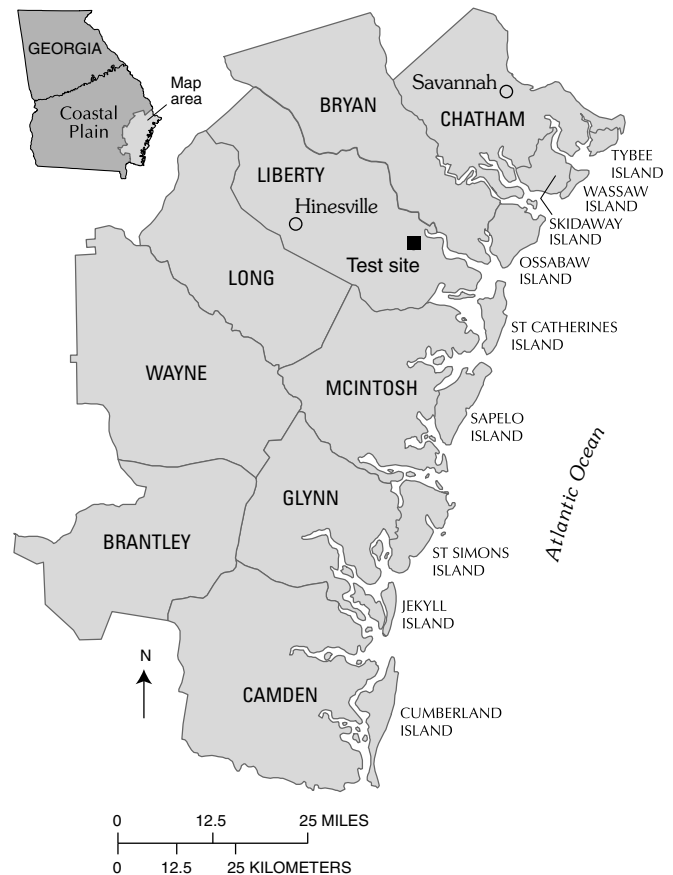 GEORGIA
Coastal
Plain
Map
area
Savannah
BRYAN
CHATHAM
TYBEE
ISLAND
WASSAW
ISLAND
SKIDAWAY
ISLAND
LIBERTY
Hinesville
Test site
OSSABAW
ISLAND
LONG
ST CATHERINES
ISLAND
WAYNE
MCINTOSH
SAPELO
ISLAND
Atlantic Ocean
GLYNN
BRANTLEY
ST SIMONS
ISLAND
JEKYLL
ISLAND
N
CAMDEN
CUMBERLAND
ISLAND
0 12.5 25 MILES
0 12.5 25 KILOMETERS